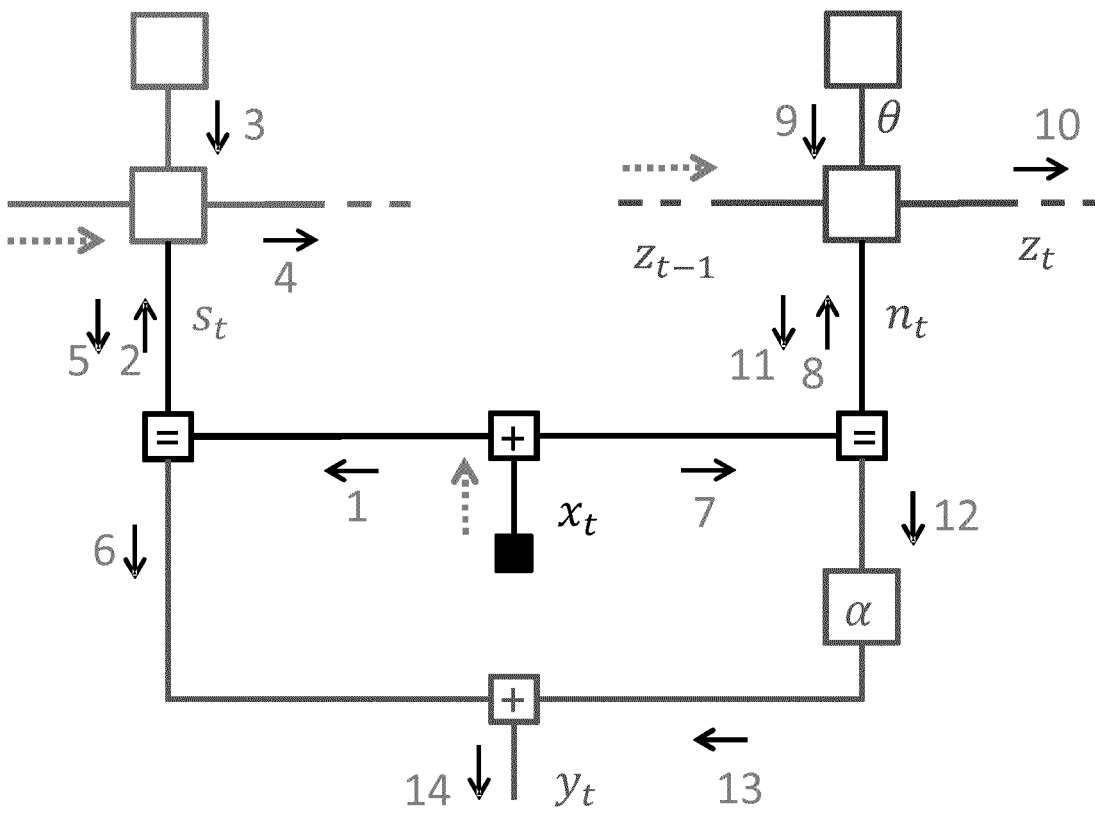 3
9 θ 10
z_{t−1} z_t
4
s_t n_t
5 2 11 8
= + =
1 x_t 7
6 12
α
+
14 y_t 13